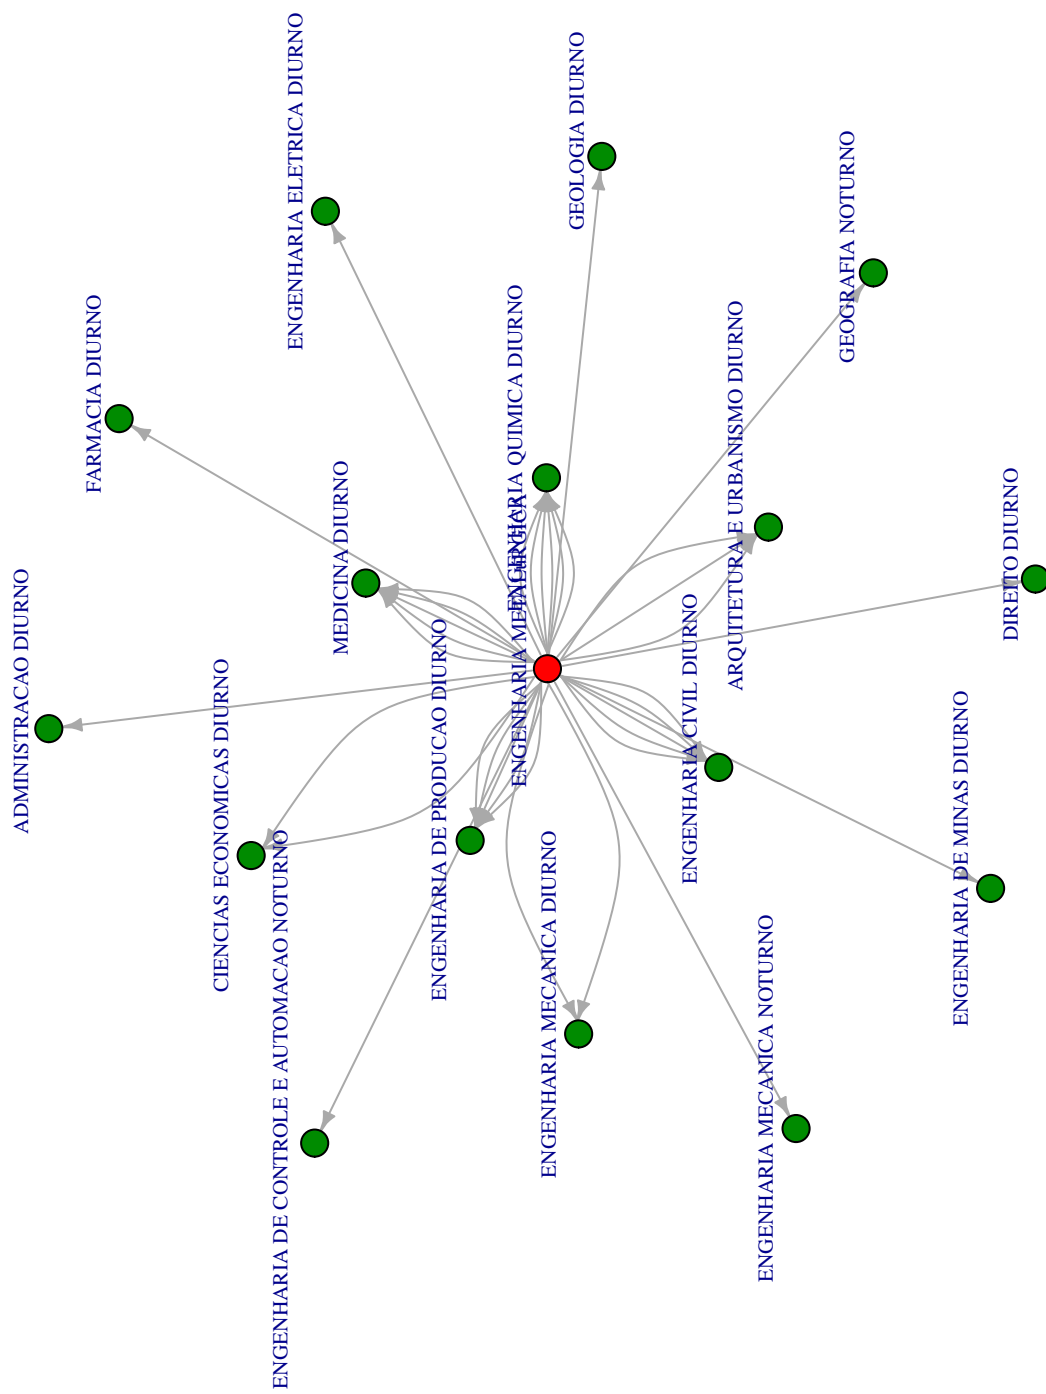 ENGENHARIA ELETRICA DIURNO
GEOLOGIA DIURNO
GEOGRAFIA NOTURNO
FARMACIA DIURNO
ENGENHARIA QUIMICA DIURNO
ARQUITETURA E URBANISMO DIURNO
MEDICINA DIURNO
DIREITO DIURNO
ENGENHARIA METALURGICA
ADMINISTRACAO DIURNO
ENGENHARIA DE PRODUCAO DIURNO
ENGENHARIA CIVIL DIURNO
CIENCIAS ECONOMICAS DIURNO
ENGENHARIA DE MINAS DIURNO
ENGENHARIA DE CONTROLE E AUTOMACAO NOTURNO
ENGENHARIA MECANICA DIURNO
ENGENHARIA MECANICA NOTURNO